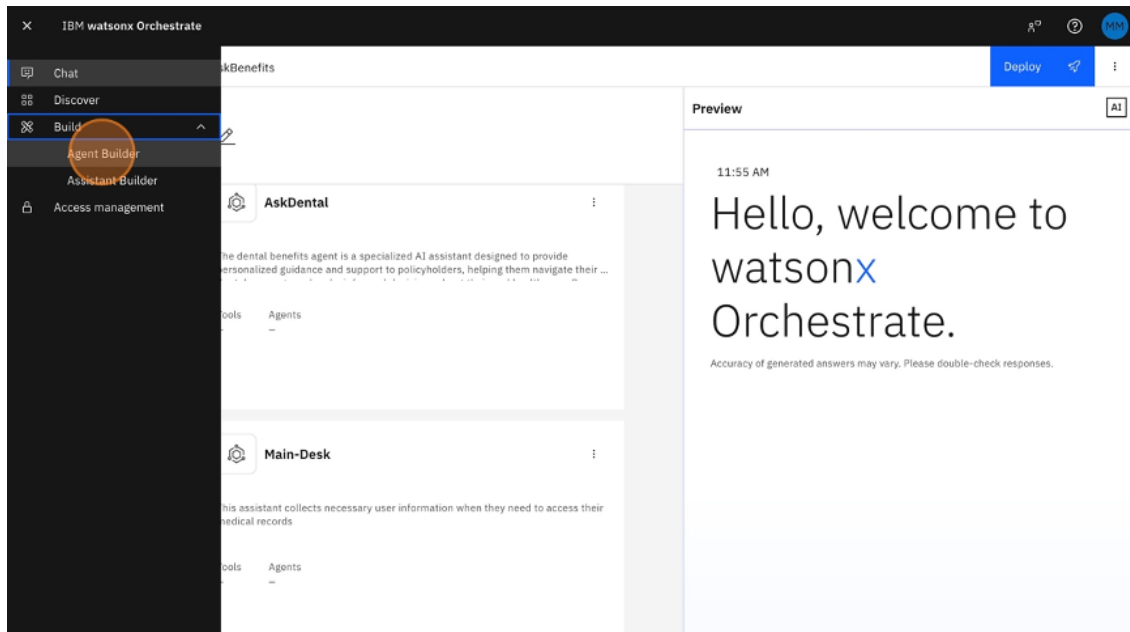 IBM watsonx Orchestrate
MM
Chat
Discover
Build
Agent Builder
Assistant Builder
Access management
kBenefits
Deploy
Preview
AI
AskDental
he dental benefits agent is a specialized AI assistant designed to provide
ersonalized guidance and support to policyholders, helping them navigate their ...
ools Agents
–
Main-Desk
his assistant collects necessary user information when they need to access their
medical records
ools Agents
–
11:55 AM
Hello, welcome to
watsonx
Orchestrate.
Accuracy of generated answers may vary. Please double-check responses.